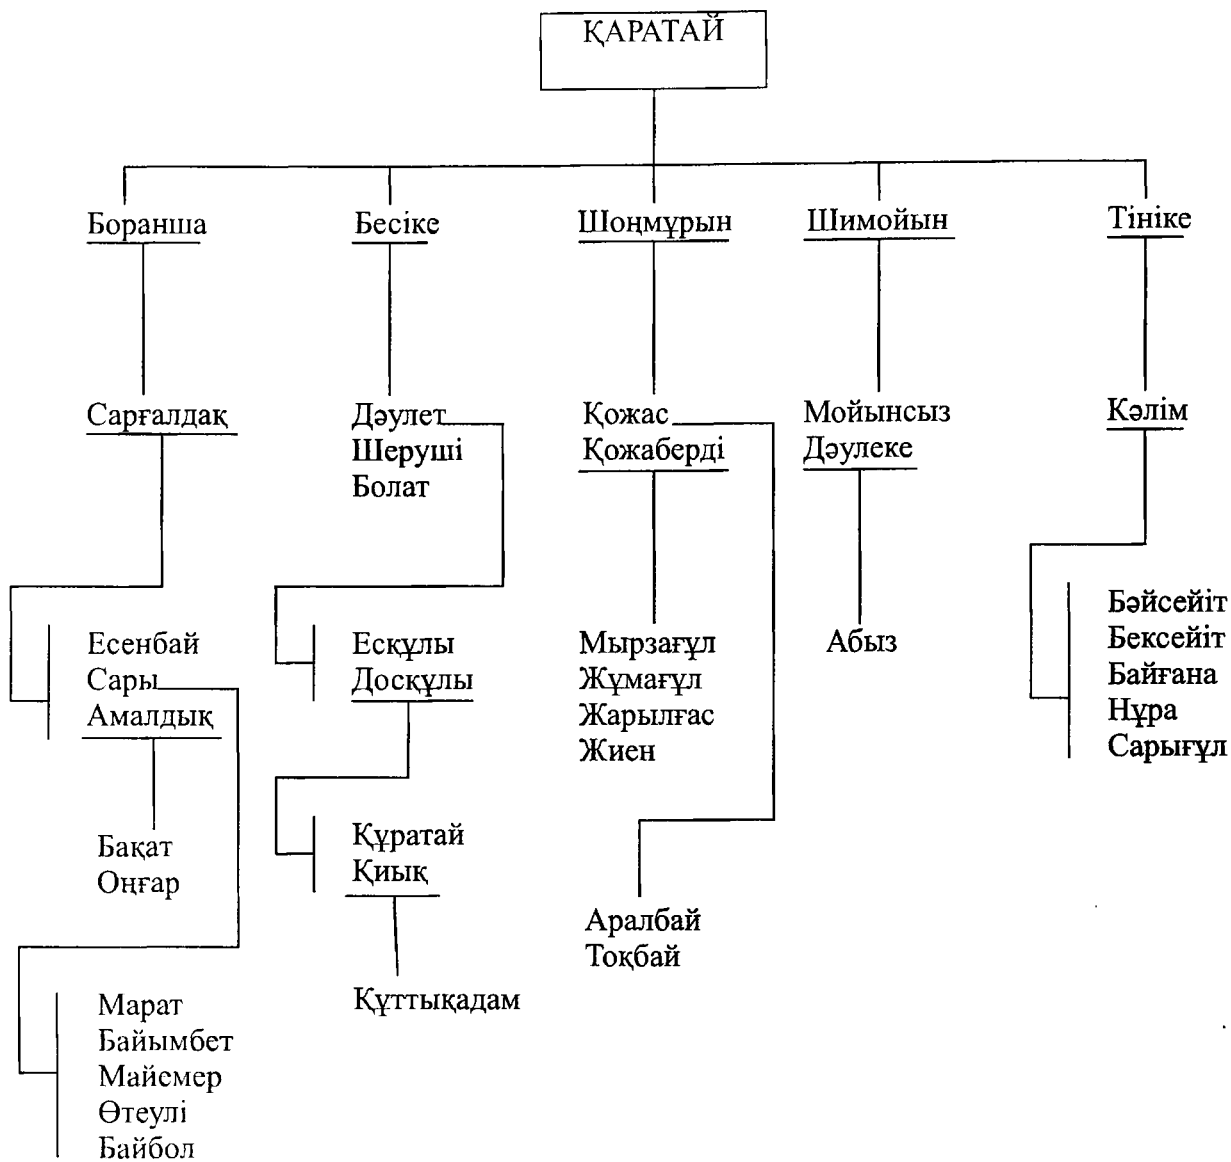 ҚАРАТАЙ
Боранша
Бесіке
Шоңмұрын
Шимойын
Тініке
Сарғалдақ
Дәулет
Шеруші
Болат
Қожас
Қожаберді
Мойынсыз
Дәулеке
Кәлім
Есенбай
Сары
Амалдық
Есқұлы
Досқұлы
Мырзағұл
Жұмағұл
Жарылғас
Жиен
Абыз
Бәйсейіт
Бексейіт
Байғана
Нұра
Сарығұл
Бақат
Оңғар
Құратай
Қиық
Аралбай
Тоқбай
Құттықадам
Марат
Байымбет
Майемер
Өтеулі
Байбол